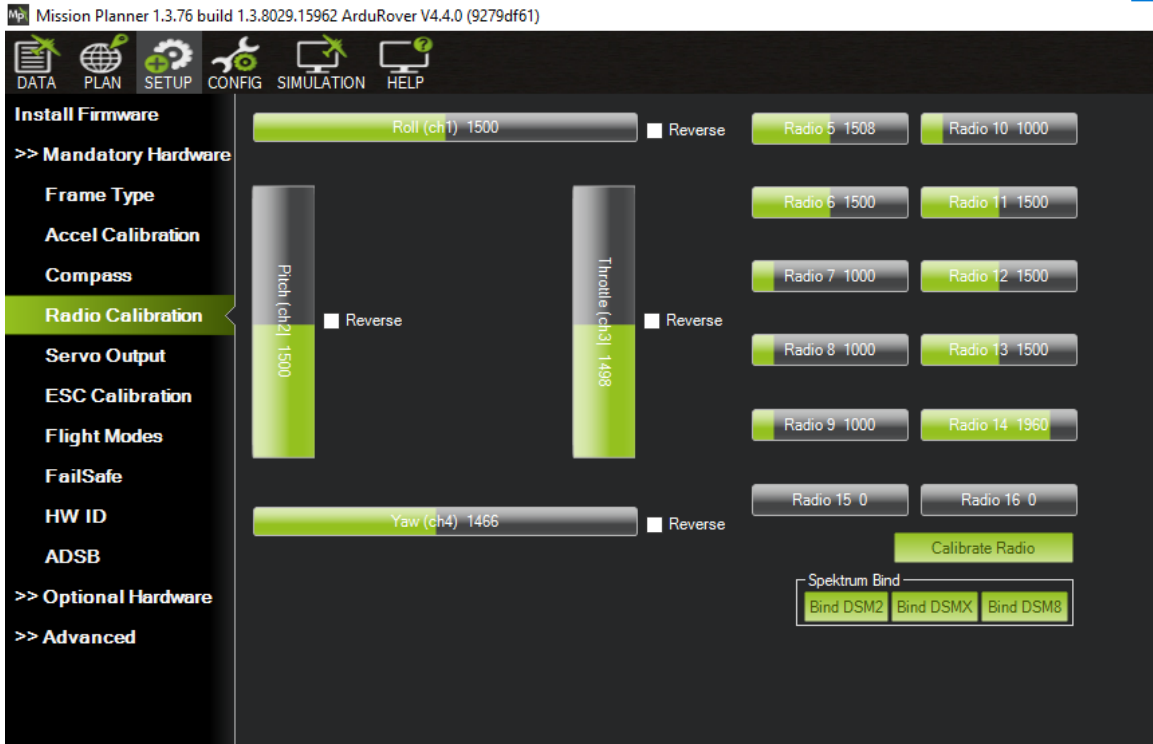 Mission Planner 1.3.76 build 1.3.8029.15962 ArduRover V4.4.0 (9279df61)
DATA PLAN SETUP CONFIG SIMULATION HELP
Install Firmware
>> Mandatory Hardware
Frame Type
Accel Calibration
Compass
Radio Calibration
Servo Output
ESC Calibration
Flight Modes
FailSafe
HW ID
ADSB
>> Optional Hardware
>> Advanced
Roll (ch1) 1500
Reverse
Pitch (ch2) 1500
Reverse
Throttle (ch3) 1498
Reverse
Yaw (ch4) 1466
Reverse
Radio 5 1508
Radio 10 1000
Radio 6 1500
Radio 11 1500
Radio 7 1000
Radio 12 1500
Radio 8 1000
Radio 13 1500
Radio 9 1000
Radio 14 1960
Radio 15 0
Radio 16 0
Calibrate Radio
Spektrum Bind
Bind DSM2 Bind DSMX Bind DSM8